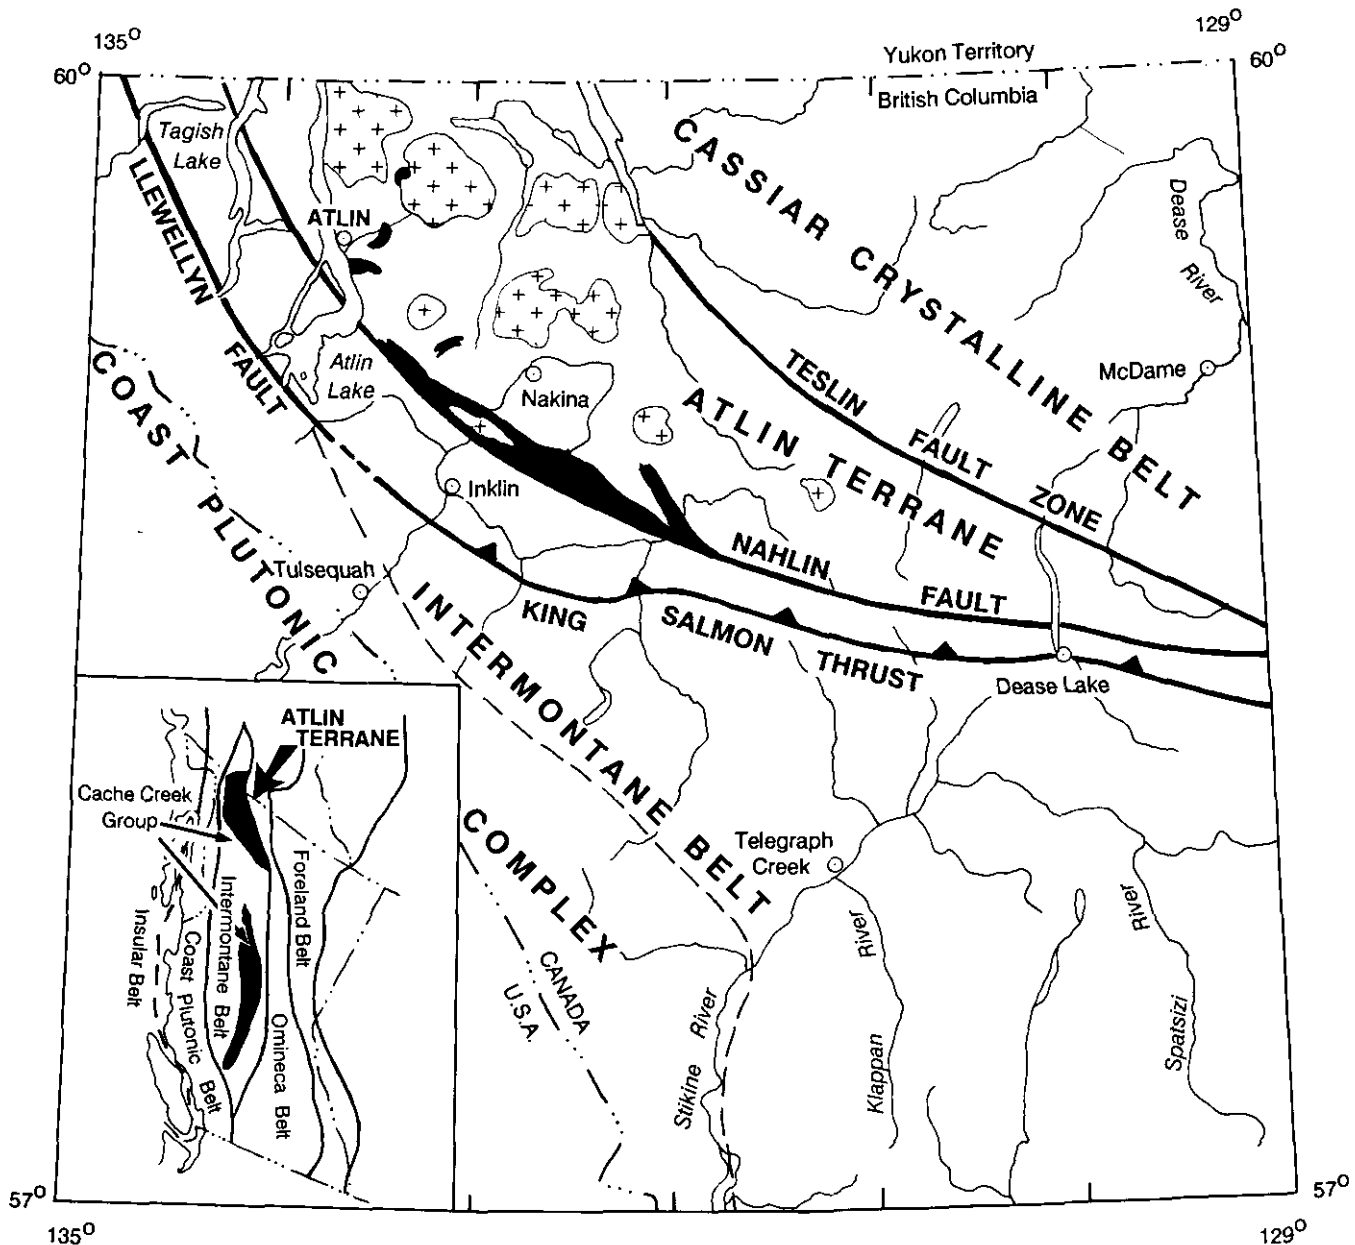 135°
129°
60°
60°
Yukon Territory
British Columbia
Tagish
Lake
LLEWELLYN
FAULT
ATLIN
CASSIAR CRYSTALLINE BELT
Dease
River
McDame
COAST PLUTONIC
COMPLEX
Atlin
Lake
Nakina
TESLIN
FAULT
ZONE
ATLIN TERRANE
Inklin
NAHLIN
FAULT
Tulsequah
KING
SALMON
THRUST
Dease Lake
INTERMONTANE BELT
Telegraph
Creek
CANADA
U.S.A.
Stikine River
Klappan
River
Spatsizi
River
ATLIN
TERRANE
Cache Creek
Group
Insular Belt
Coast Plutonic Belt
Intermontane Belt
Foreland Belt
Omineca Belt
57°
57°
135°
129°